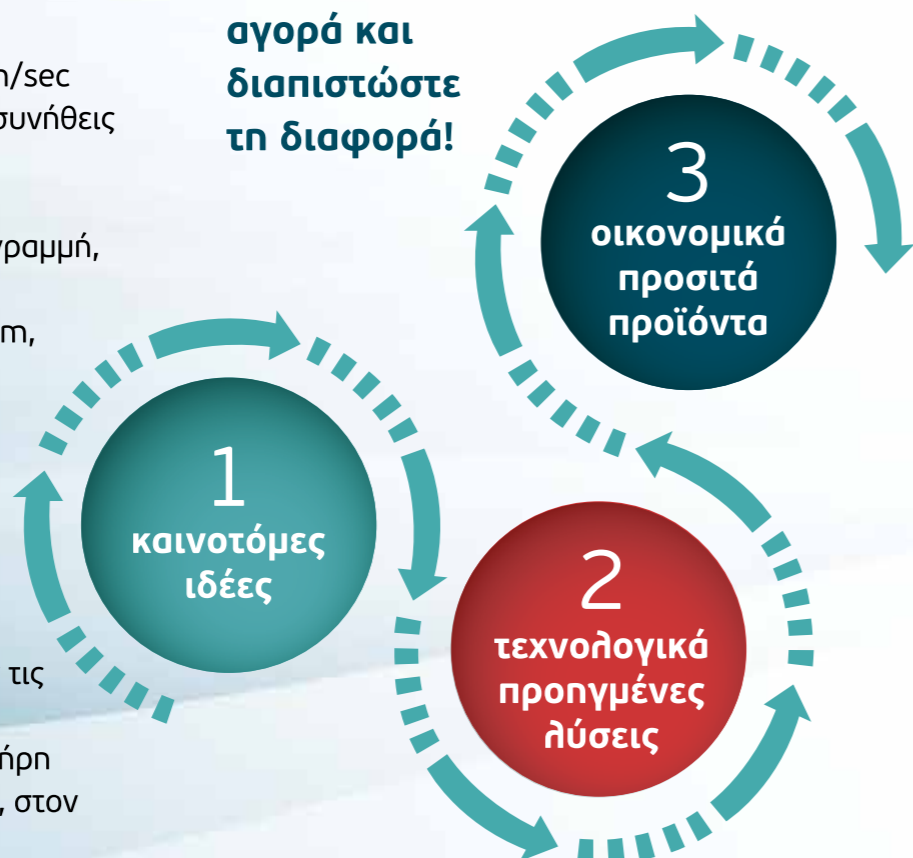 αγορά και
διαπιστώστε
τη διαφορά!
/sec
συνήθεις
γραμμή,
m,
τις
ήρη
, στον
1
καινοτόμες
ιδέες
2
τεχνολογικά
προηγμένες
λύσεις
3
οικονομικά
προσιτά
προϊόντα